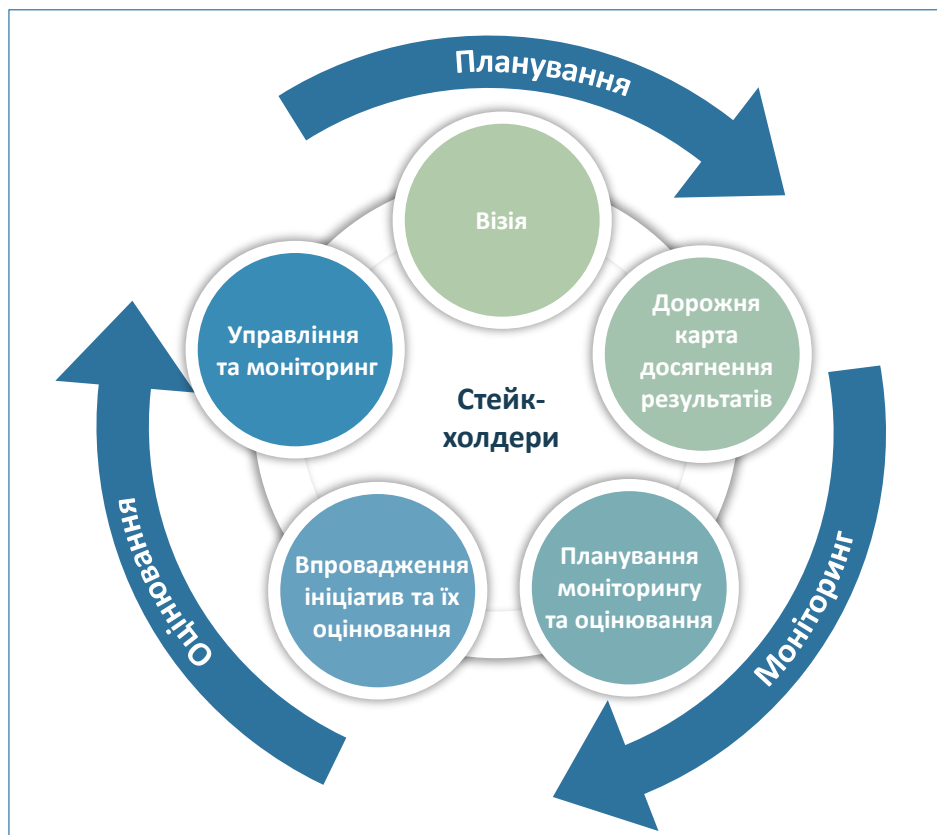 Планування
Візія
Дорожня
карта
досягнення
результатів
Управління
та моніторинг
Стейк-
холдери
Впровадження
ініціатив та їх
оцінювання
Планування
моніторингу
та оцінювання
Моніторинг
Оцінювання